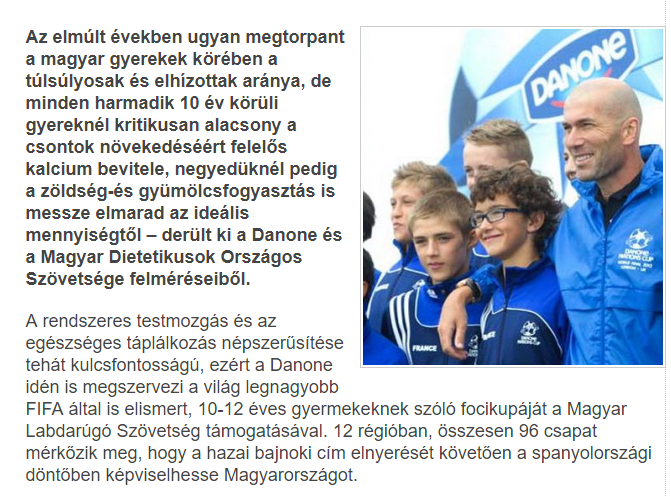 Az elmúlt években ugyan megtorpant
a magyar gyerekek körében a
túlsúlyosak és elhízottak aránya, de
minden harmadik 10 év körüli
gyereknél kritikusan alacsony a
csontok növekedéséért felelős
kalcium bevitele, negyedüknél pedig
a zöldség-és gyümölcsfogyasztás is
messze elmarad az ideális
mennyiségtől – derült ki a Danone és
a Magyar Dietetikusok Országos
Szövetsége felméréseiből.
A rendszeres testmozgás és az
egészséges táplálkozás népszerűsítése
tehát kulcsfontosságú, ezért a Danone
idén is megszervezi a világ legnagyobb
FIFA által is elismert, 10-12 éves gyermekeknek szóló focikupáját a Magyar
Labdarúgó Szövetség támogatásával. 12 régióban, összesen 96 csapat
mérkőzik meg, hogy a hazai bajnoki cím elnyerését követően a spanyolországi
döntőben képviselhesse Magyarországot.
DANONE
DANONE
NATIONS CUP
FRANCE